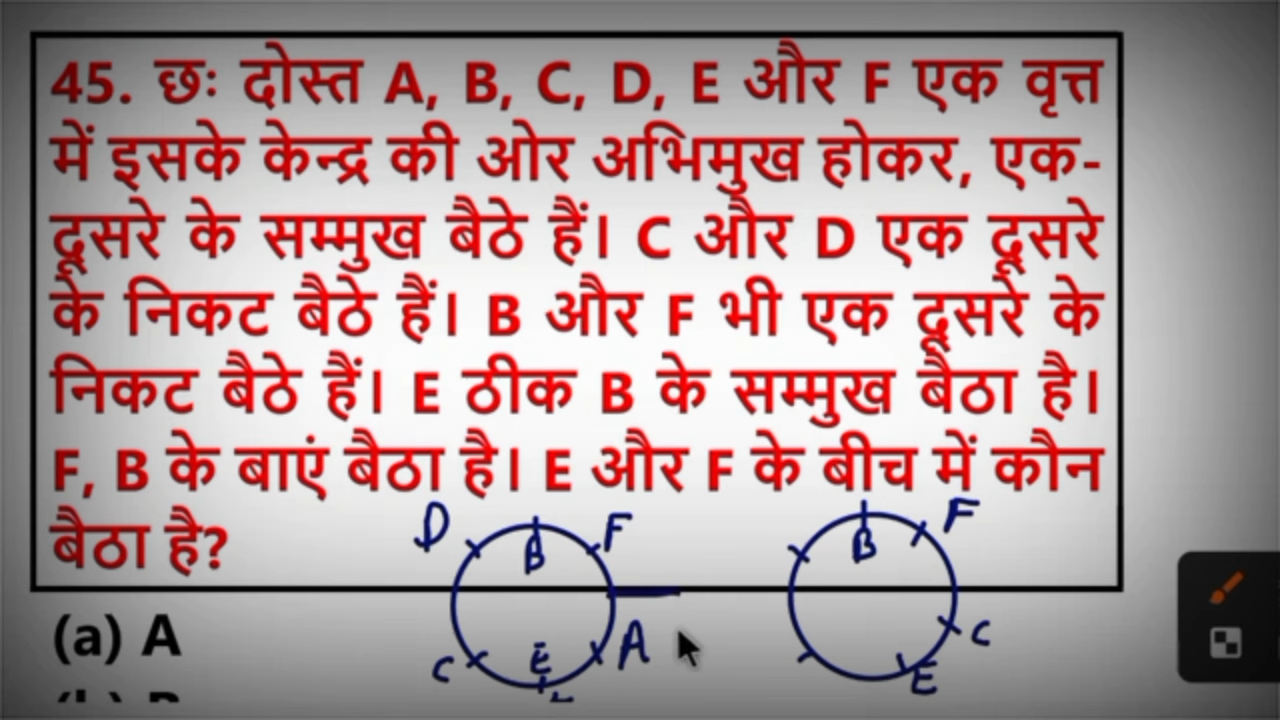 45. छः दोस्त A, B, C, D, E और F एक वृत्त
में इसके केन्द्र की ओर अभिमुख होकर, एक-
दूसरे के सम्मुख बैठे हैं। C और D एक दूसरे
के निकट बैठे हैं। B और F भी एक दूसरे के
निकट बैठे हैं। E ठीक B के सम्मुख बैठा है।
F, B के बाएं बैठा है। E और F के बीच में कौन
बैठा है?
D
B
F
C
E
A
B
F
C
E
(a) A